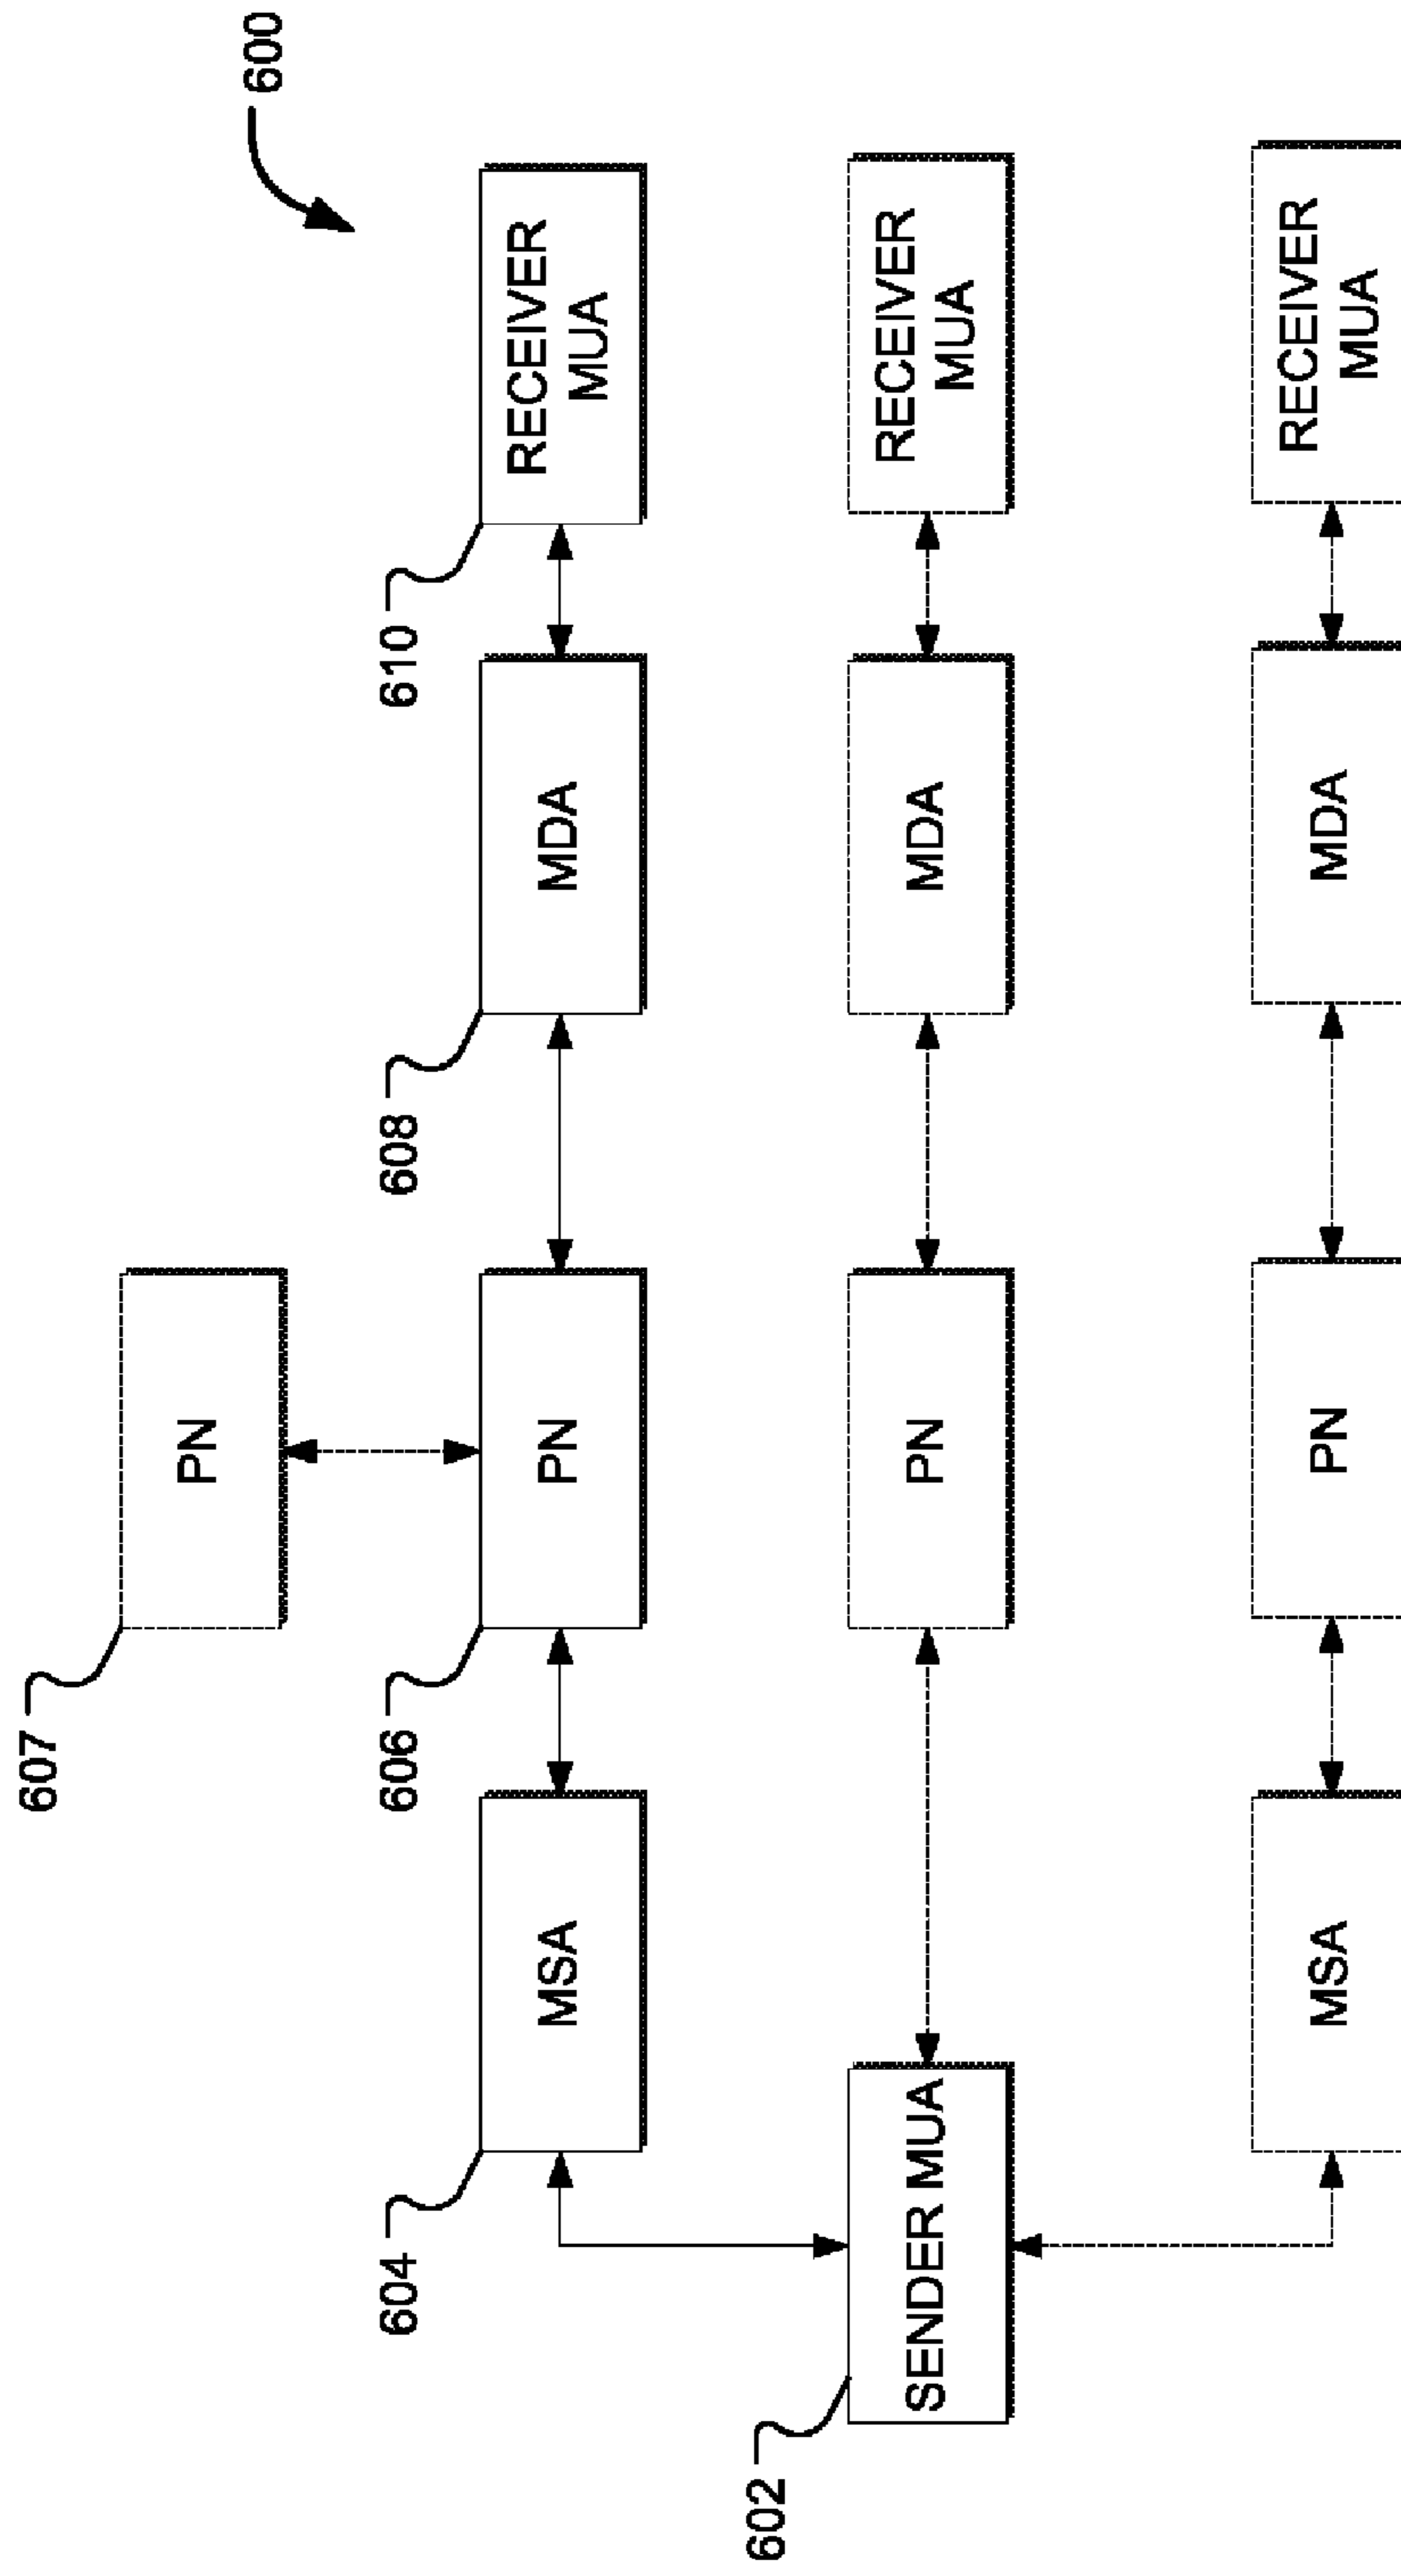 600
607
PN
604
606
608
610
MSA
PN
MDA
RECEIVER
MUA
602
SENDER MUA
PN
MDA
RECEIVER
MUA
MSA
PN
MDA
RECEIVER
MUA